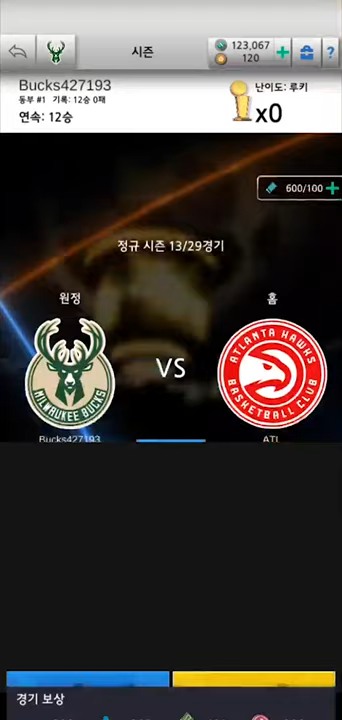 시즌
123,067
120
?
Bucks427193
동부 #1 기록: 12승 0패
연속: 12승
난이도: 루키
x0
600/100
정규 시즌 13/29경기
원정
홈
MILWAUKEE BUCKS
VS
ATLANTA HAWKS
BASKETBALL CLUB
Bucks427193
ATL
경기 보상